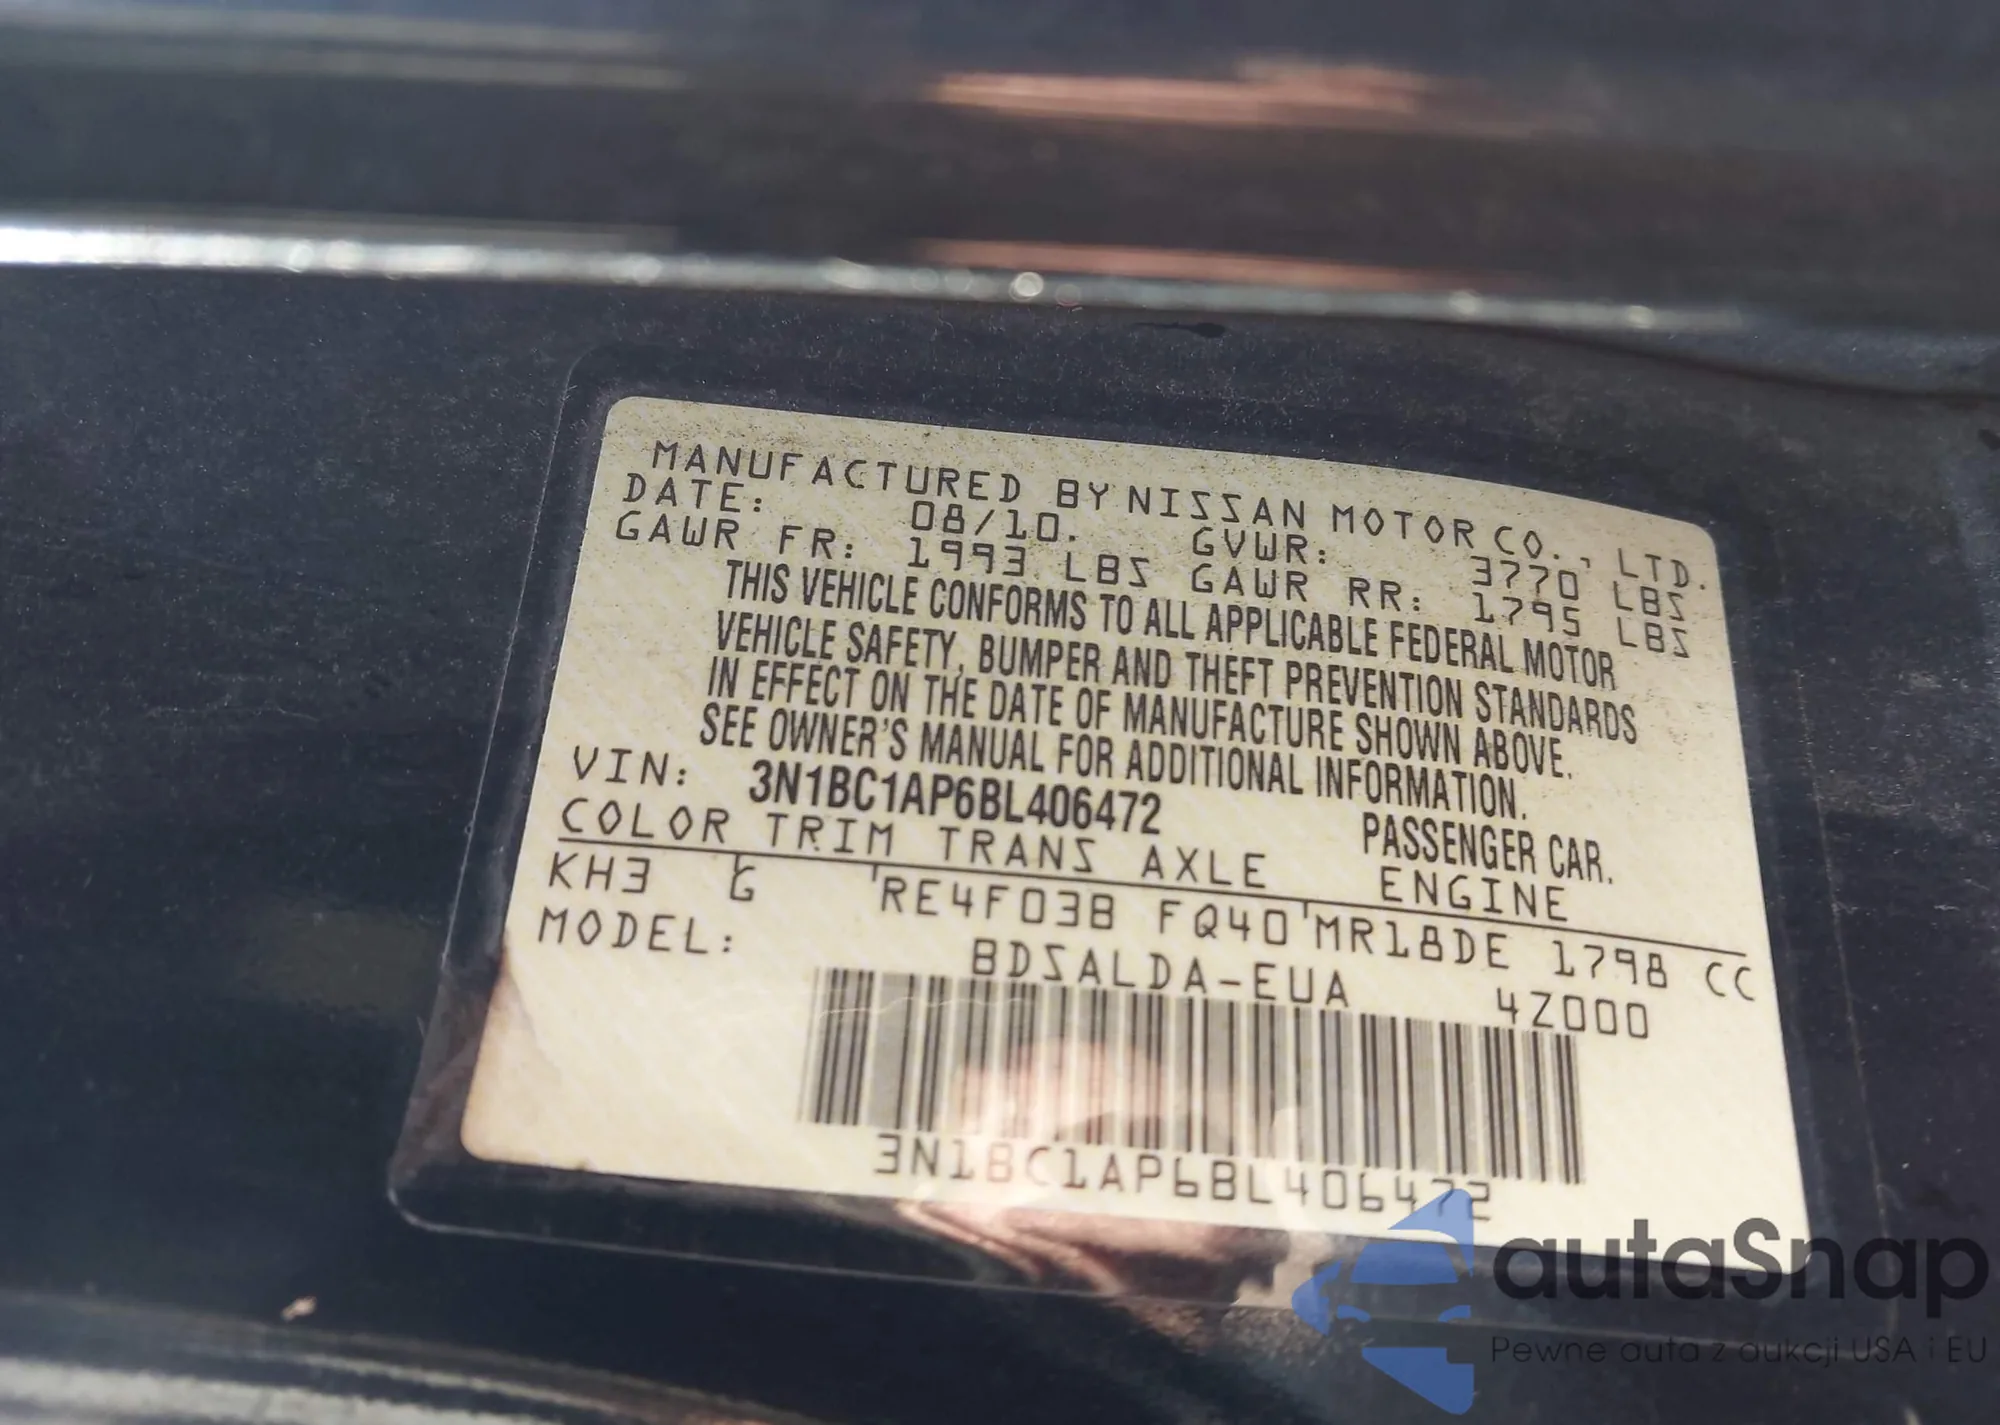 MANUFACTURED BY NISSAN MOTOR CO., LTD.
DATE: 08/10. GVWR: 3770 LBS
GAWR FR: 1993 LBS GAWR RR: 1795 LBS
THIS VEHICLE CONFORMS TO ALL APPLICABLE FEDERAL MOTOR
VEHICLE SAFETY, BUMPER AND THEFT PREVENTION STANDARDS
IN EFFECT ON THE DATE OF MANUFACTURE SHOWN ABOVE.
SEE OWNER'S MANUAL FOR ADDITIONAL INFORMATION.
VIN: 3N1BC1AP6BL406472 PASSENGER CAR.
COLOR TRIM TRANS AXLE ENGINE
KH3 G RE4F03B FQ40 MR18DE 1798 CC
MODEL: BDSALDA-EUA 4Z000
3N1BC1AP6BL406472
autaSnap
Pewne auta z aukcji USA i EU